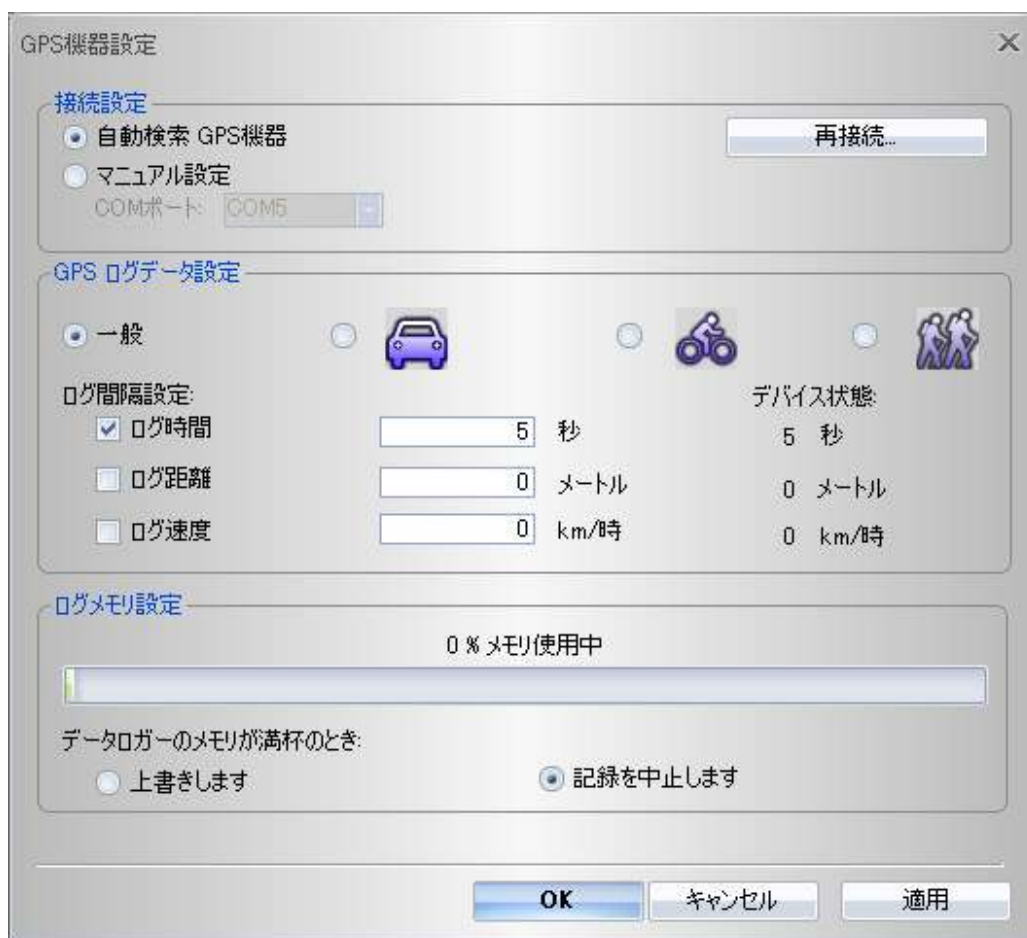 GPS機器設定
接続設定
自動検索 GPS機器
再接続...
マニュアル設定
COMポート: COM5
GPS ログデータ設定
一般
ログ間隔設定:
デバイス状態:
ログ時間 5 秒 5 秒
ログ距離 0 メートル 0 メートル
ログ速度 0 km/時 0 km/時
ログメモリ設定
0 % メモリ使用中
データロガーのメモリが満杯のとき:
上書きします 記録を中止します
OK キャンセル 適用